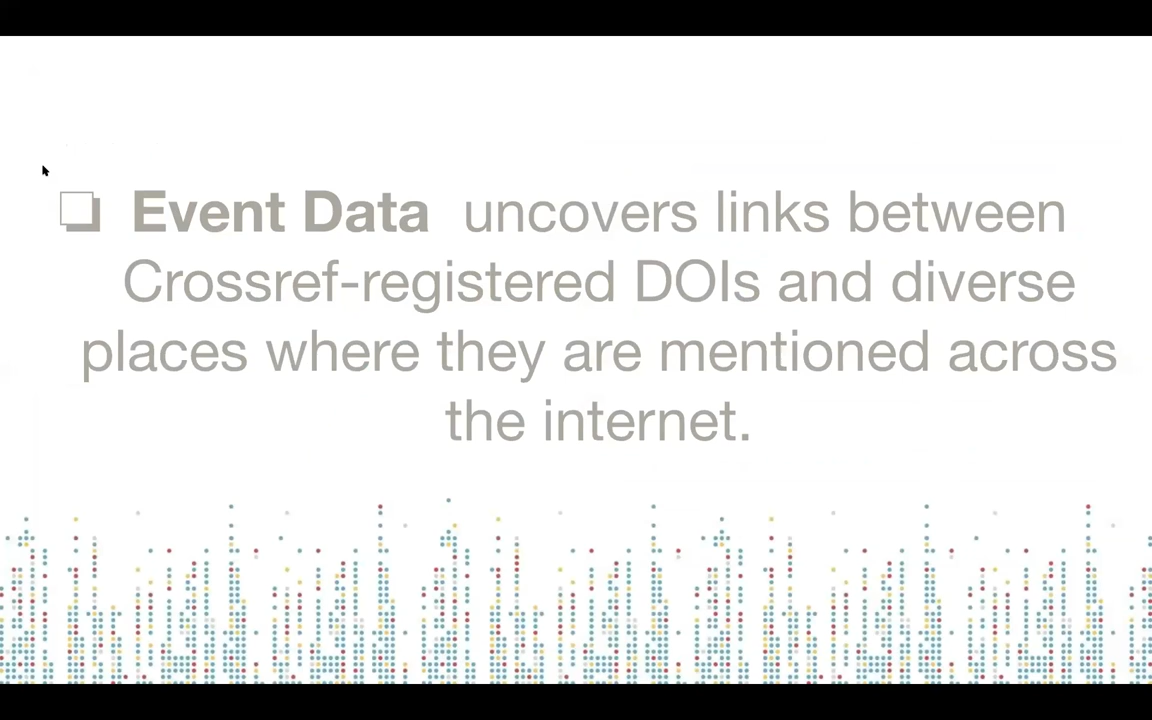 ❏ Event Data uncovers links between
Crossref-registered DOIs and diverse
places where they are mentioned across
the internet.